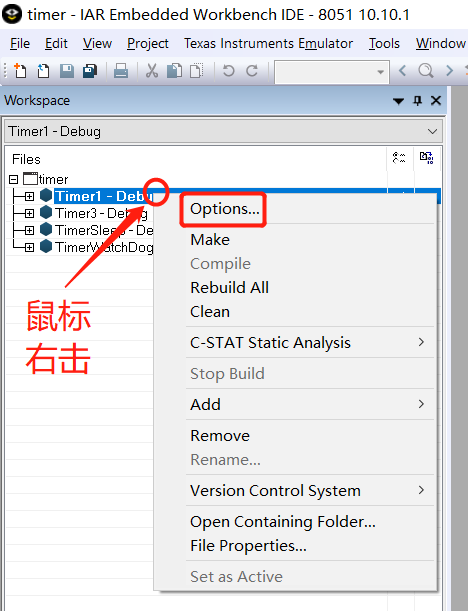 timer - IAR Embedded Workbench IDE - 8051 10.10.1
File Edit View Project Texas Instruments Emulator Tools Window
Workspace
Timer1 - Debug
Files
timer
Timer1 - Debug
Timer3 - Debug
TimerSleep - De
TimerWatchDog
鼠标
右击
Options...
Make
Compile
Rebuild All
Clean
C-STAT Static Analysis
Stop Build
Add
Remove
Rename...
Version Control System
Open Containing Folder...
File Properties...
Set as Active